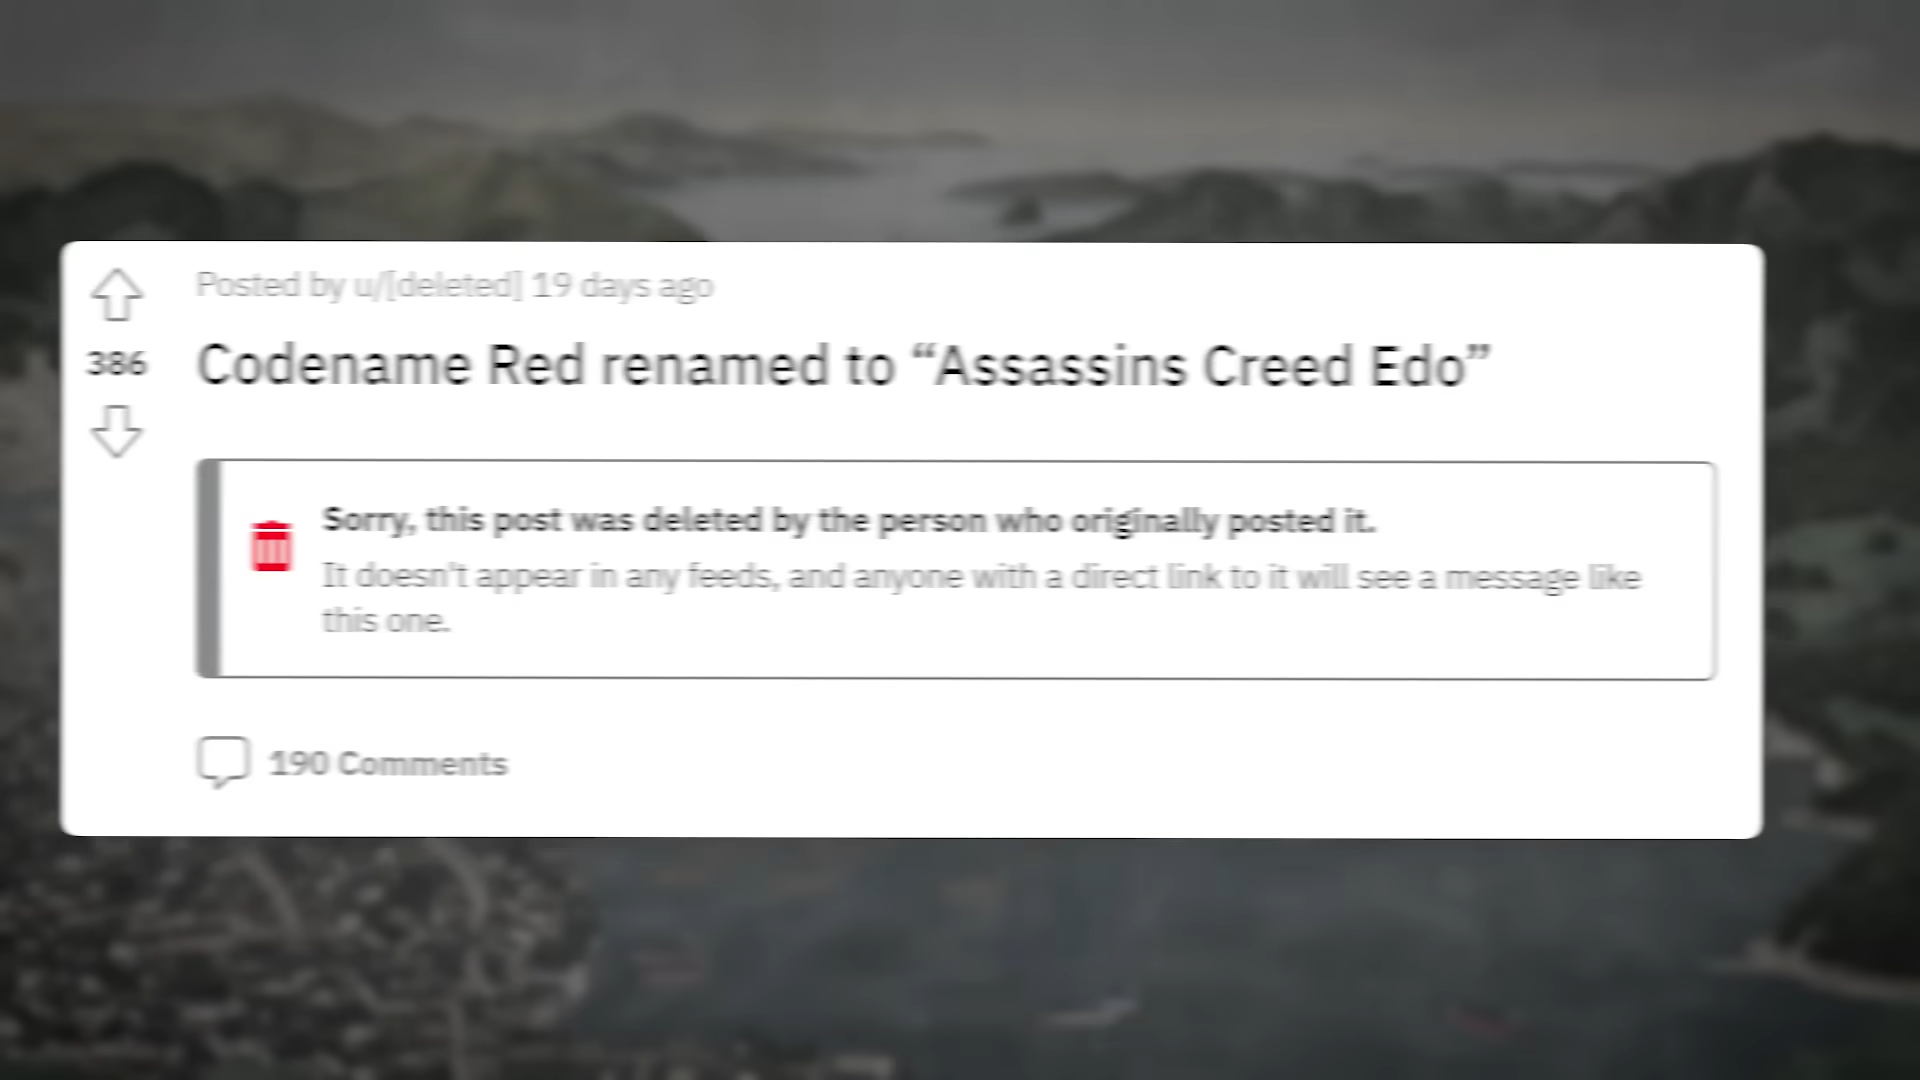 Posted by u/[deleted] 19 days ago
386
Codename Red renamed to “Assassins Creed Edo”
Sorry, this post was deleted by the person who originally posted it.
It doesn't appear in any feeds, and anyone with a direct link to it will see a message like
this one.
190 Comments